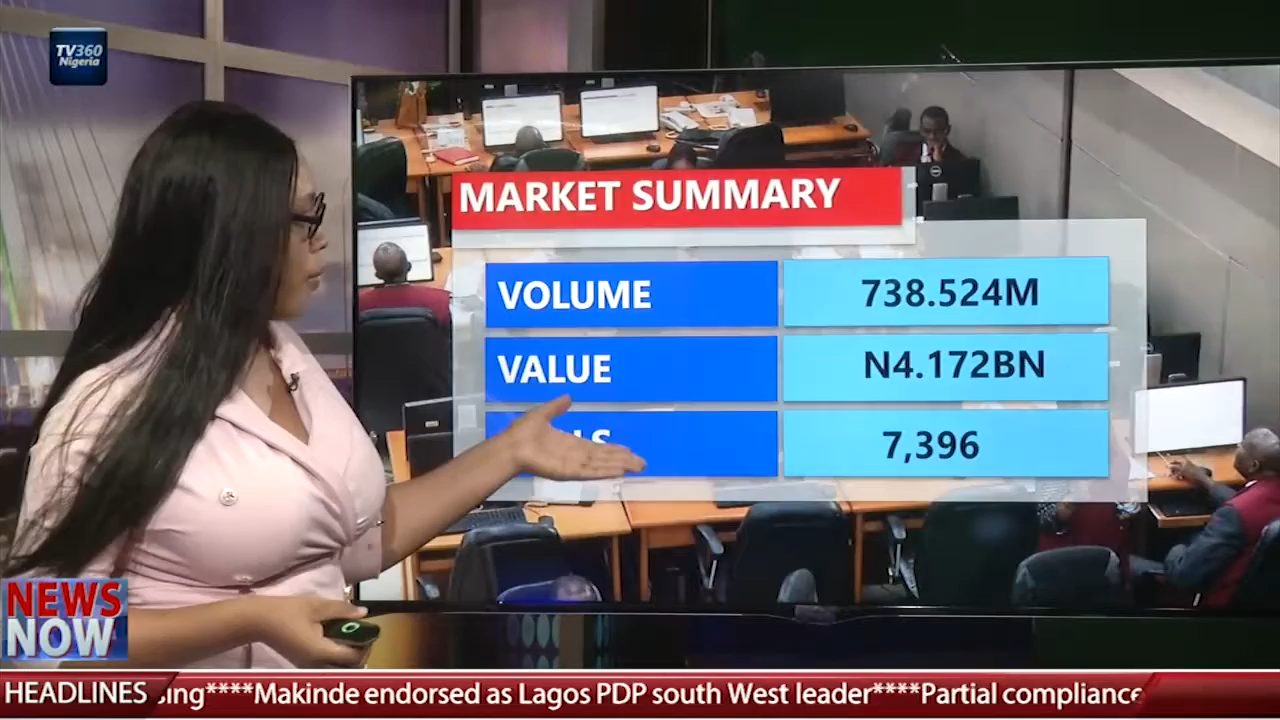 TV360
Nigeria
MARKET SUMMARY
VOLUME 738.524M
VALUE N4.172BN
7,396
NEWS
NOW
HEADLINES ****Makinde endorsed as Lagos PDP south West leader****Partial compliance